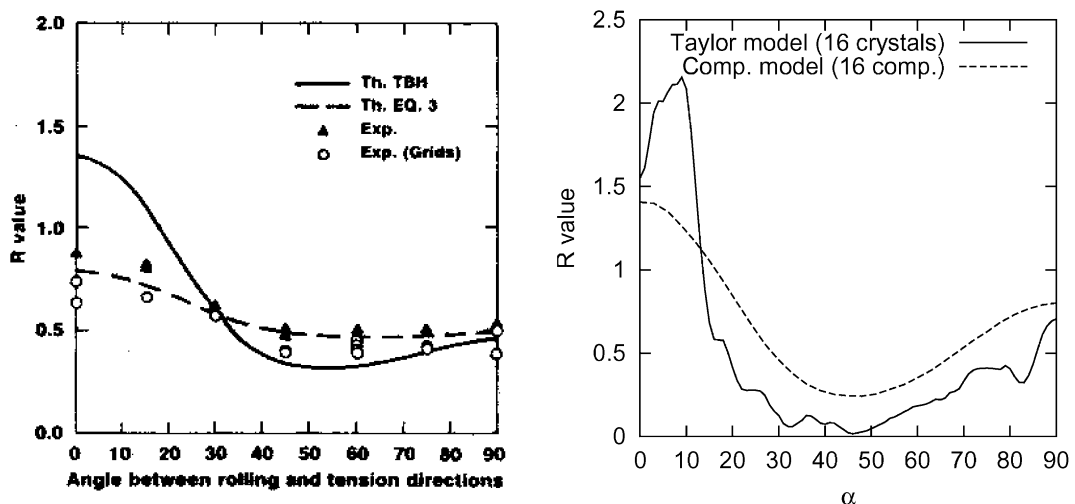 2.0
1.5
1.0
0.5
0.0
R value
Th. TBH
Th. EQ. 3
Exp.
Exp. (Grids)
0 10 20 30 40 50 60 70 80 90
Angle between rolling and tension directions
2.5
2
1.5
1
0.5
0
R value
Taylor model (16 crystals)
Comp. model (16 comp.)
0 10 20 30 40 50 60 70 80 90
α